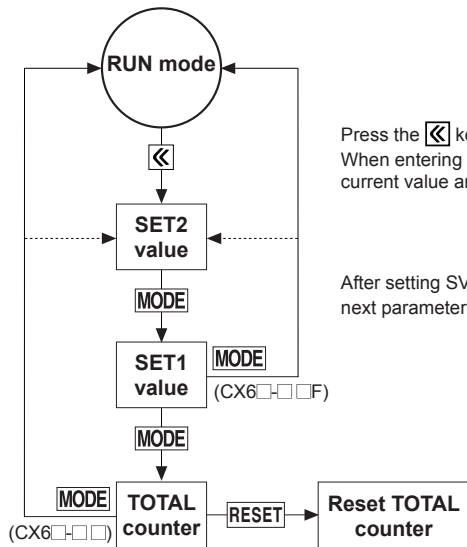 RUN mode
Press the ≪ ke
When entering
current value ar
SET2
value
MODE
After setting SV
next parameter
SET1
value
MODE
(CX6□-□□F)
MODE
MODE
(CX6□-□□)
TOTAL
counter
RESET
Reset TOTAL
counter